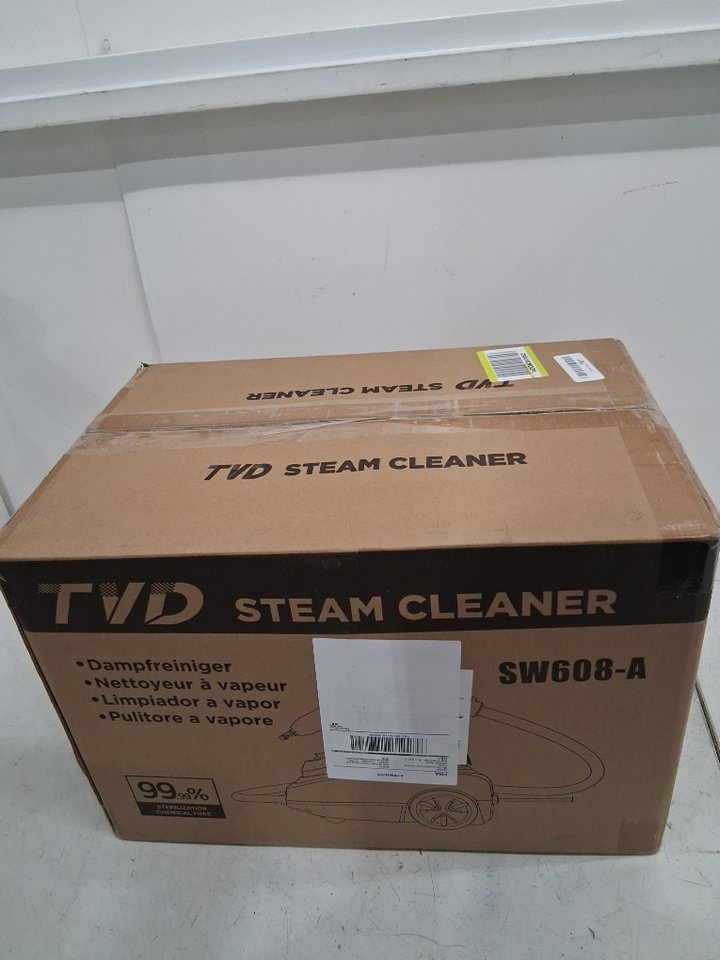 TVD STEAM CLEANER
TVD STEAM CLEANER
TVD STEAM CLEANER
•Dampfreiniger
•Nettoyeur à vapeur
•Limpiador a vapor
•Pulitore a vapore
SW608-A
99.99%
STERILIZATION
CHEMICAL FREE